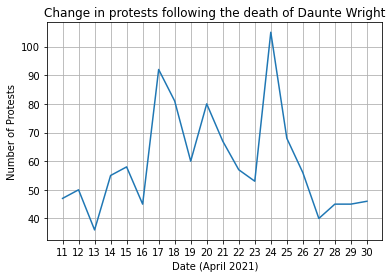 Change in protests following the death of Daunte Wright
Number of Protests
100
90
80
70
60
50
40
11 12 13 14 15 16 17 18 19 20 21 22 23 24 25 26 27 28 29 30
Date (April 2021)